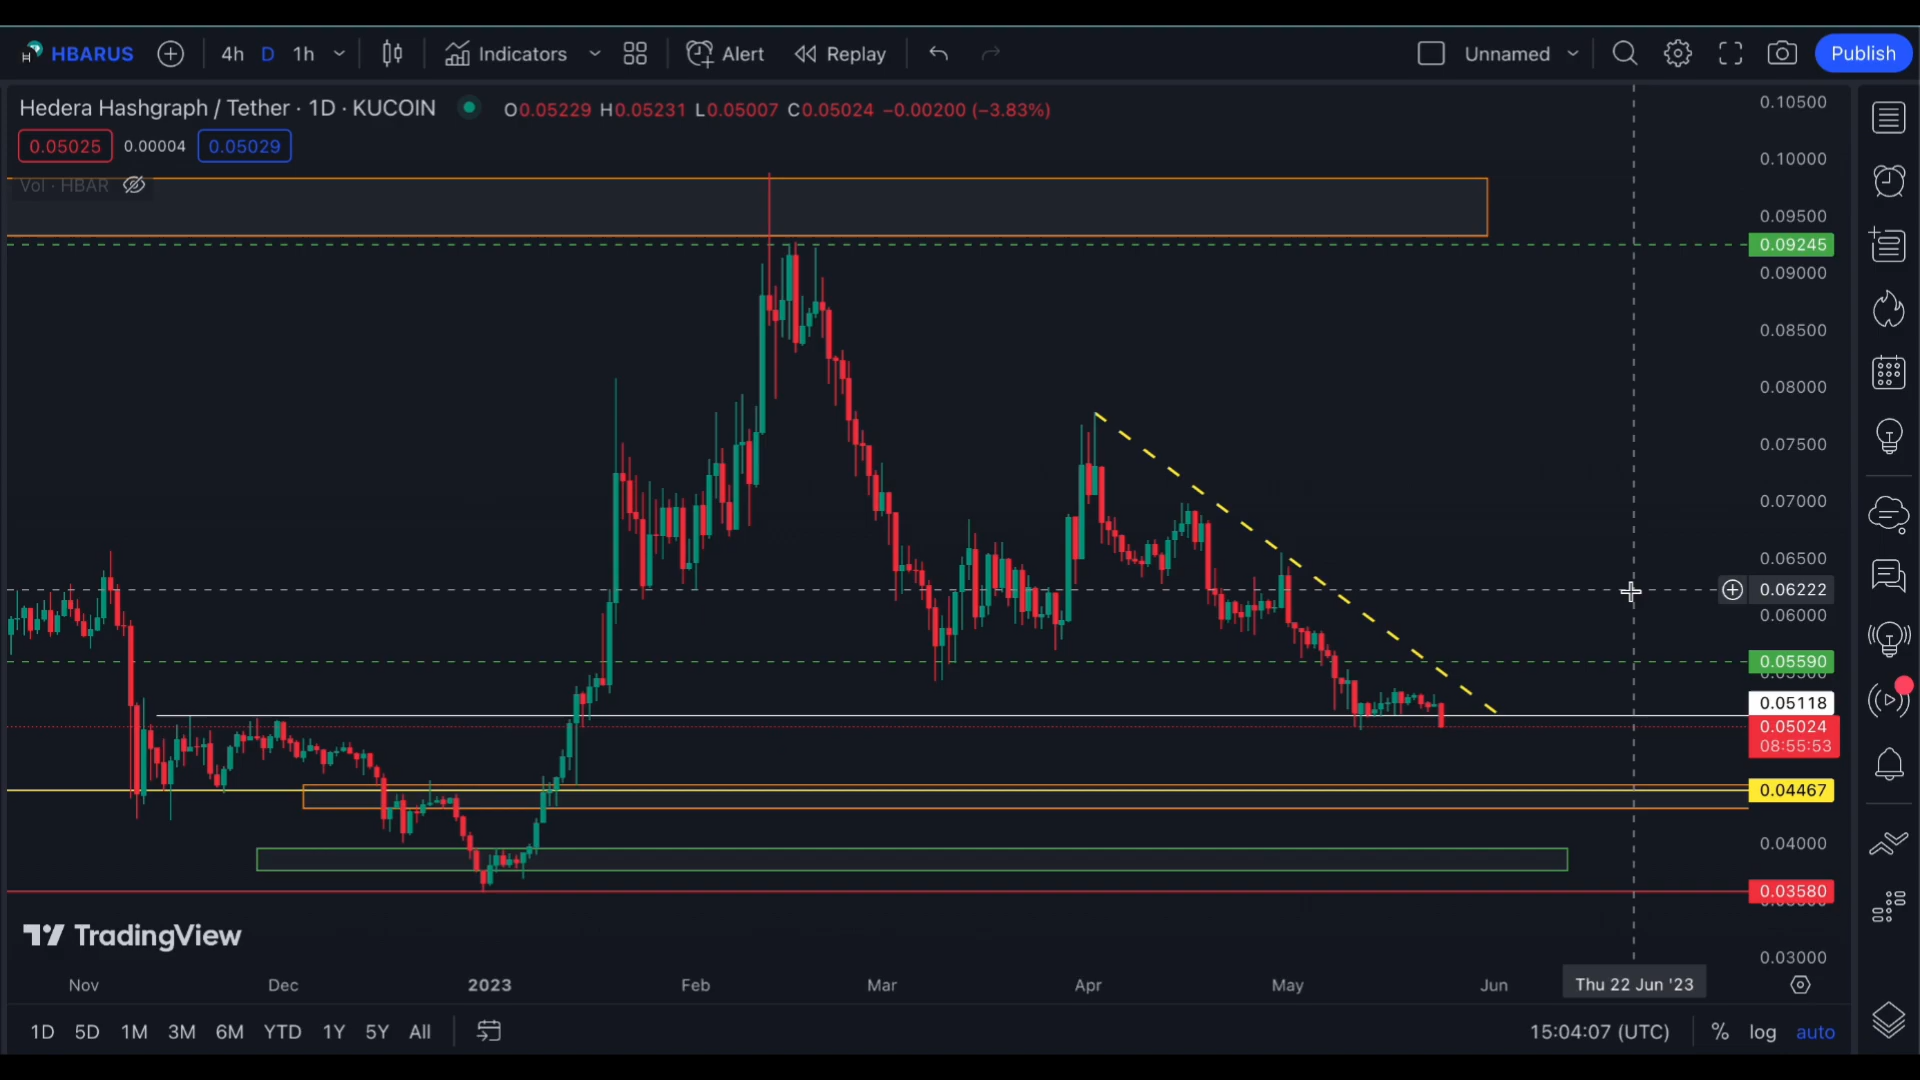 HBARUS 4h D 1h Indicators Alert Replay Unnamed Publish
Hedera Hashgraph / Tether · 1D · KUCOIN O0.05229 H0.05231 L0.05007 C0.05024 −0.00200 (−3.83%)
0.05025 0.00004 0.05029
Vol · HBAR
0.10500
0.10000
0.09500
0.09245
0.09000
0.08500
0.08000
0.07500
0.07000
0.06500
0.06222
0.06000
0.05590
0.05118
0.05024
08:55:53
0.04467
0.04000
0.03580
0.03000
TradingView
Nov Dec 2023 Feb Mar Apr May Jun Thu 22 Jun '23
1D 5D 1M 3M 6M YTD 1Y 5Y All 15:04:07 (UTC) % log auto